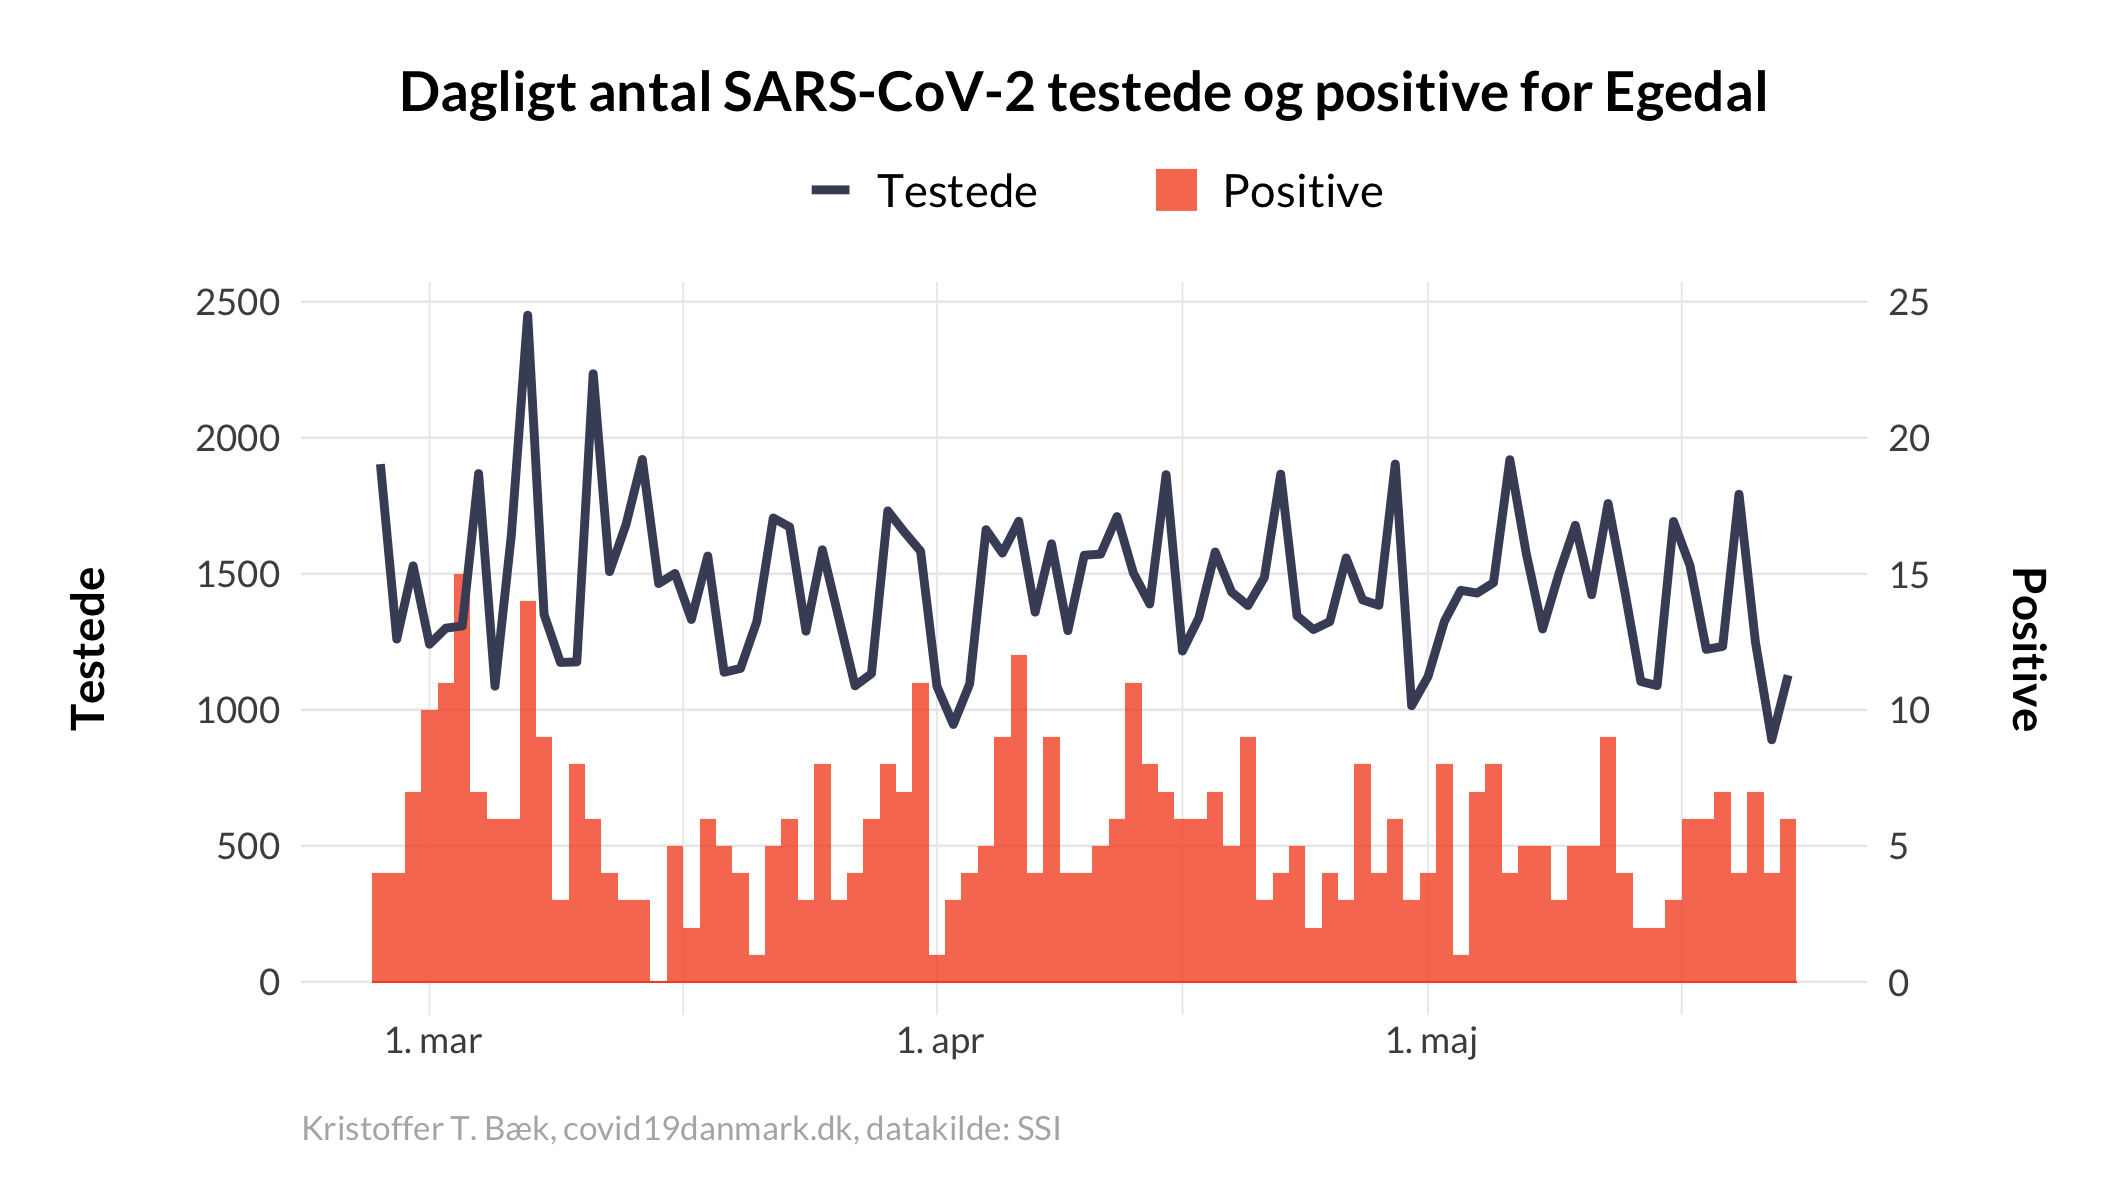 Dagligt antal SARS-CoV-2 testede og positive for Egedal
Testede
Positive
2500
2000
1500
1000
500
0
Testede
25
20
15
10
5
0
Positive
1. mar
1. apr
1. maj
Kristoffer T. Bæk, covid19danmark.dk, datakilde: SSI